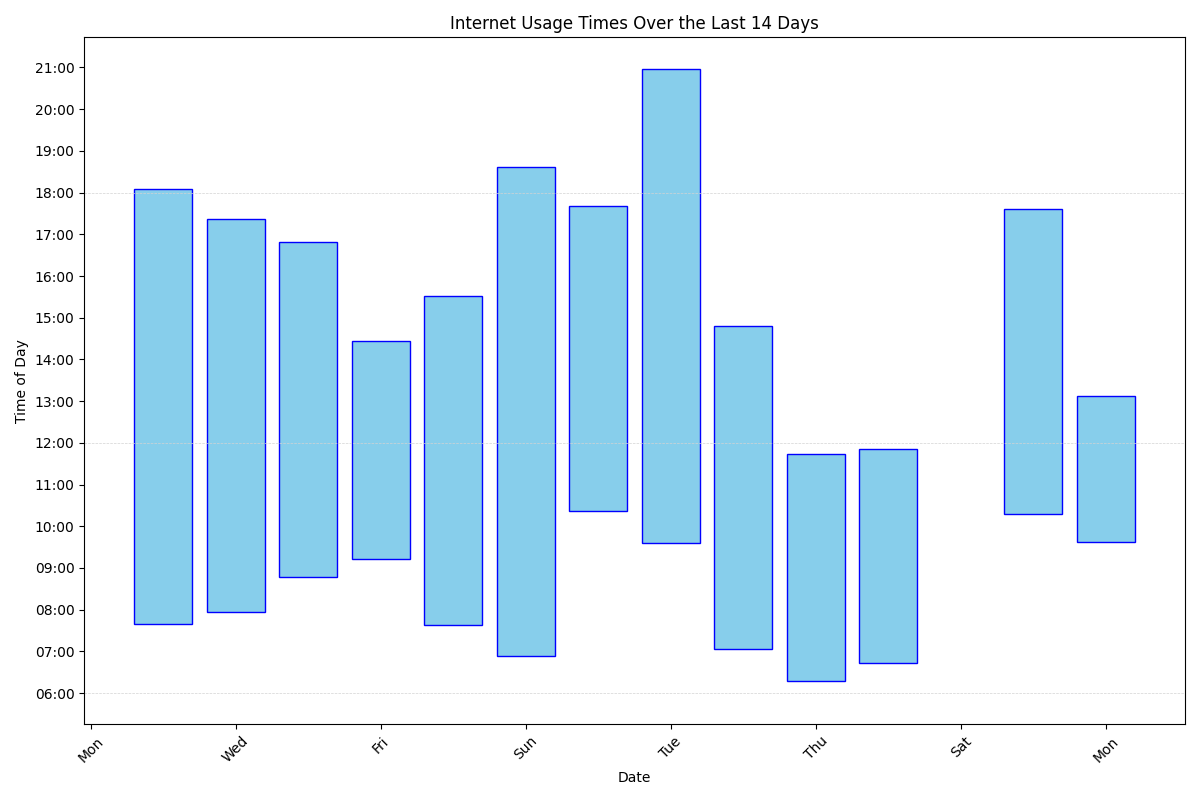 Internet Usage Times Over the Last 14 Days
21:00
20:00
19:00
18:00
17:00
16:00
15:00
14:00
13:00
12:00
11:00
10:00
09:00
08:00
07:00
06:00
Time of Day
Mon
Wed
Fri
Sun
Tue
Thu
Sat
Mon
Date